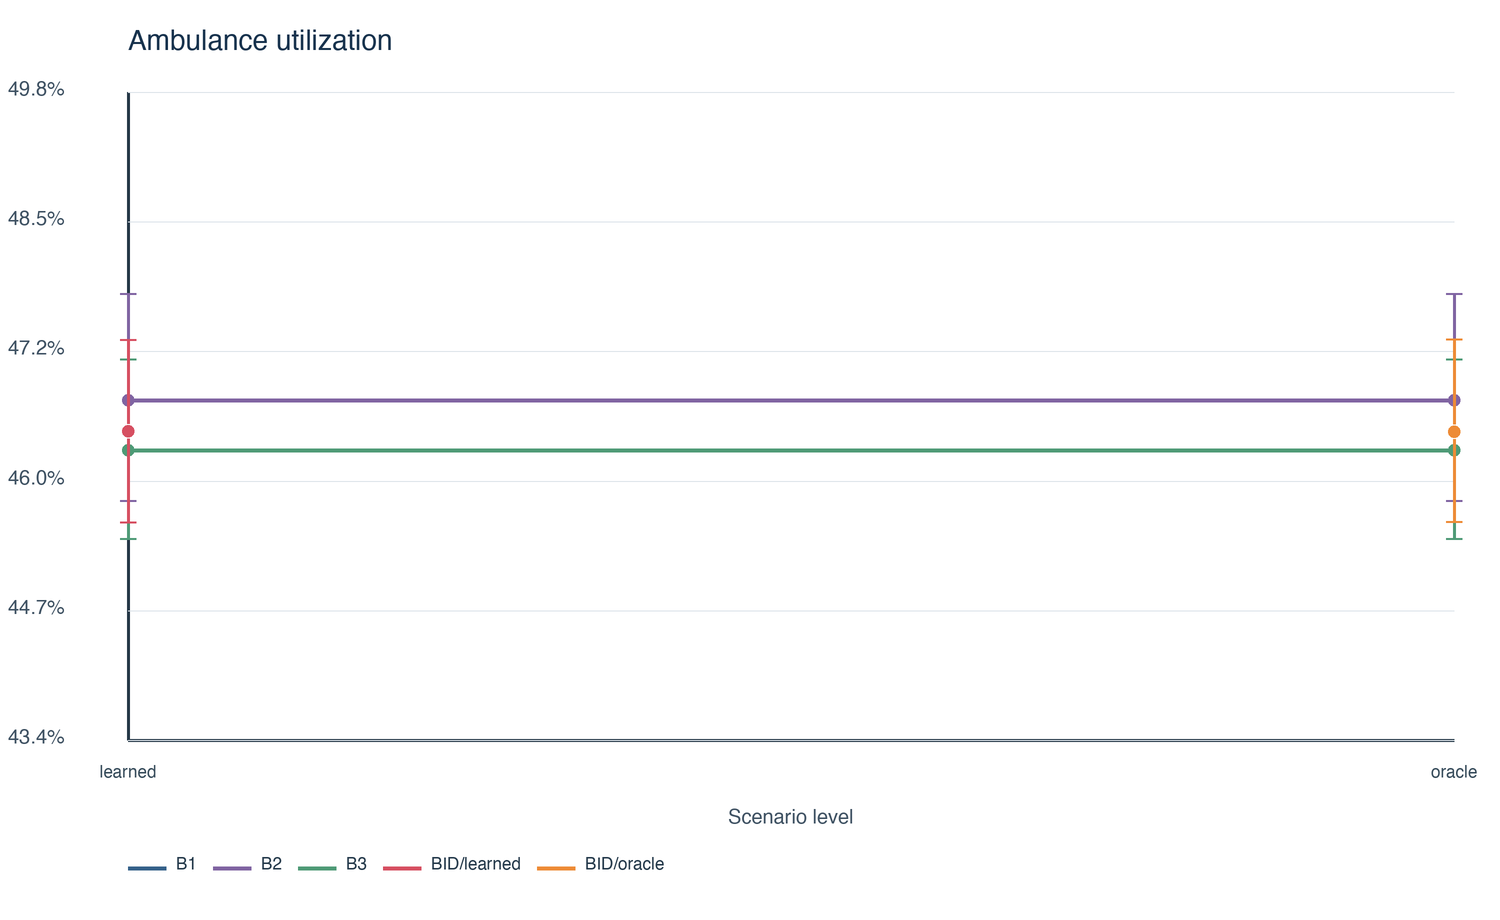 Ambulance utilization
49.8%
48.5%
47.2%
46.0%
44.7%
43.4%
learned oracle
Scenario level
B1 B2 B3 BID/learned BID/oracle